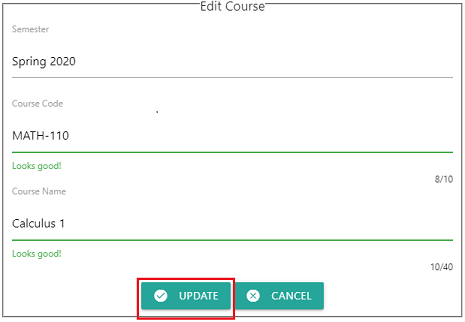 Edit Course
Semester
Spring 2020
Course Code
MATH-110
Looks good!
8/10
Course Name
Calculus 1
Looks good!
10/40
UPDATE CANCEL